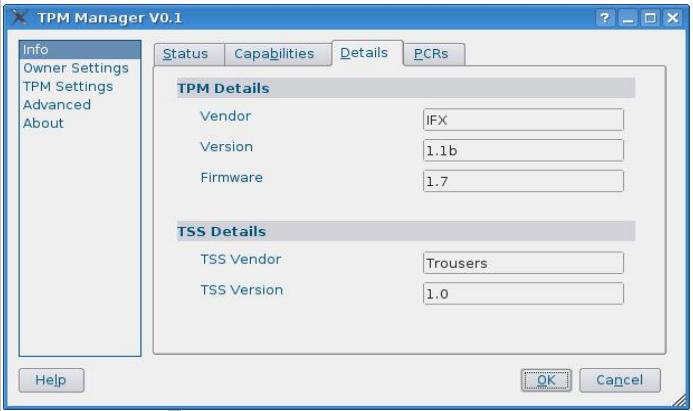 TPM Manager V0.1
Info
Owner Settings
TPM Settings
Advanced
About
Status Capabilities Details PCRs
TPM Details
Vendor IFX
Version 1.1b
Firmware 1.7
TSS Details
TSS Vendor Trousers
TSS Version 1.0
Help OK Cancel